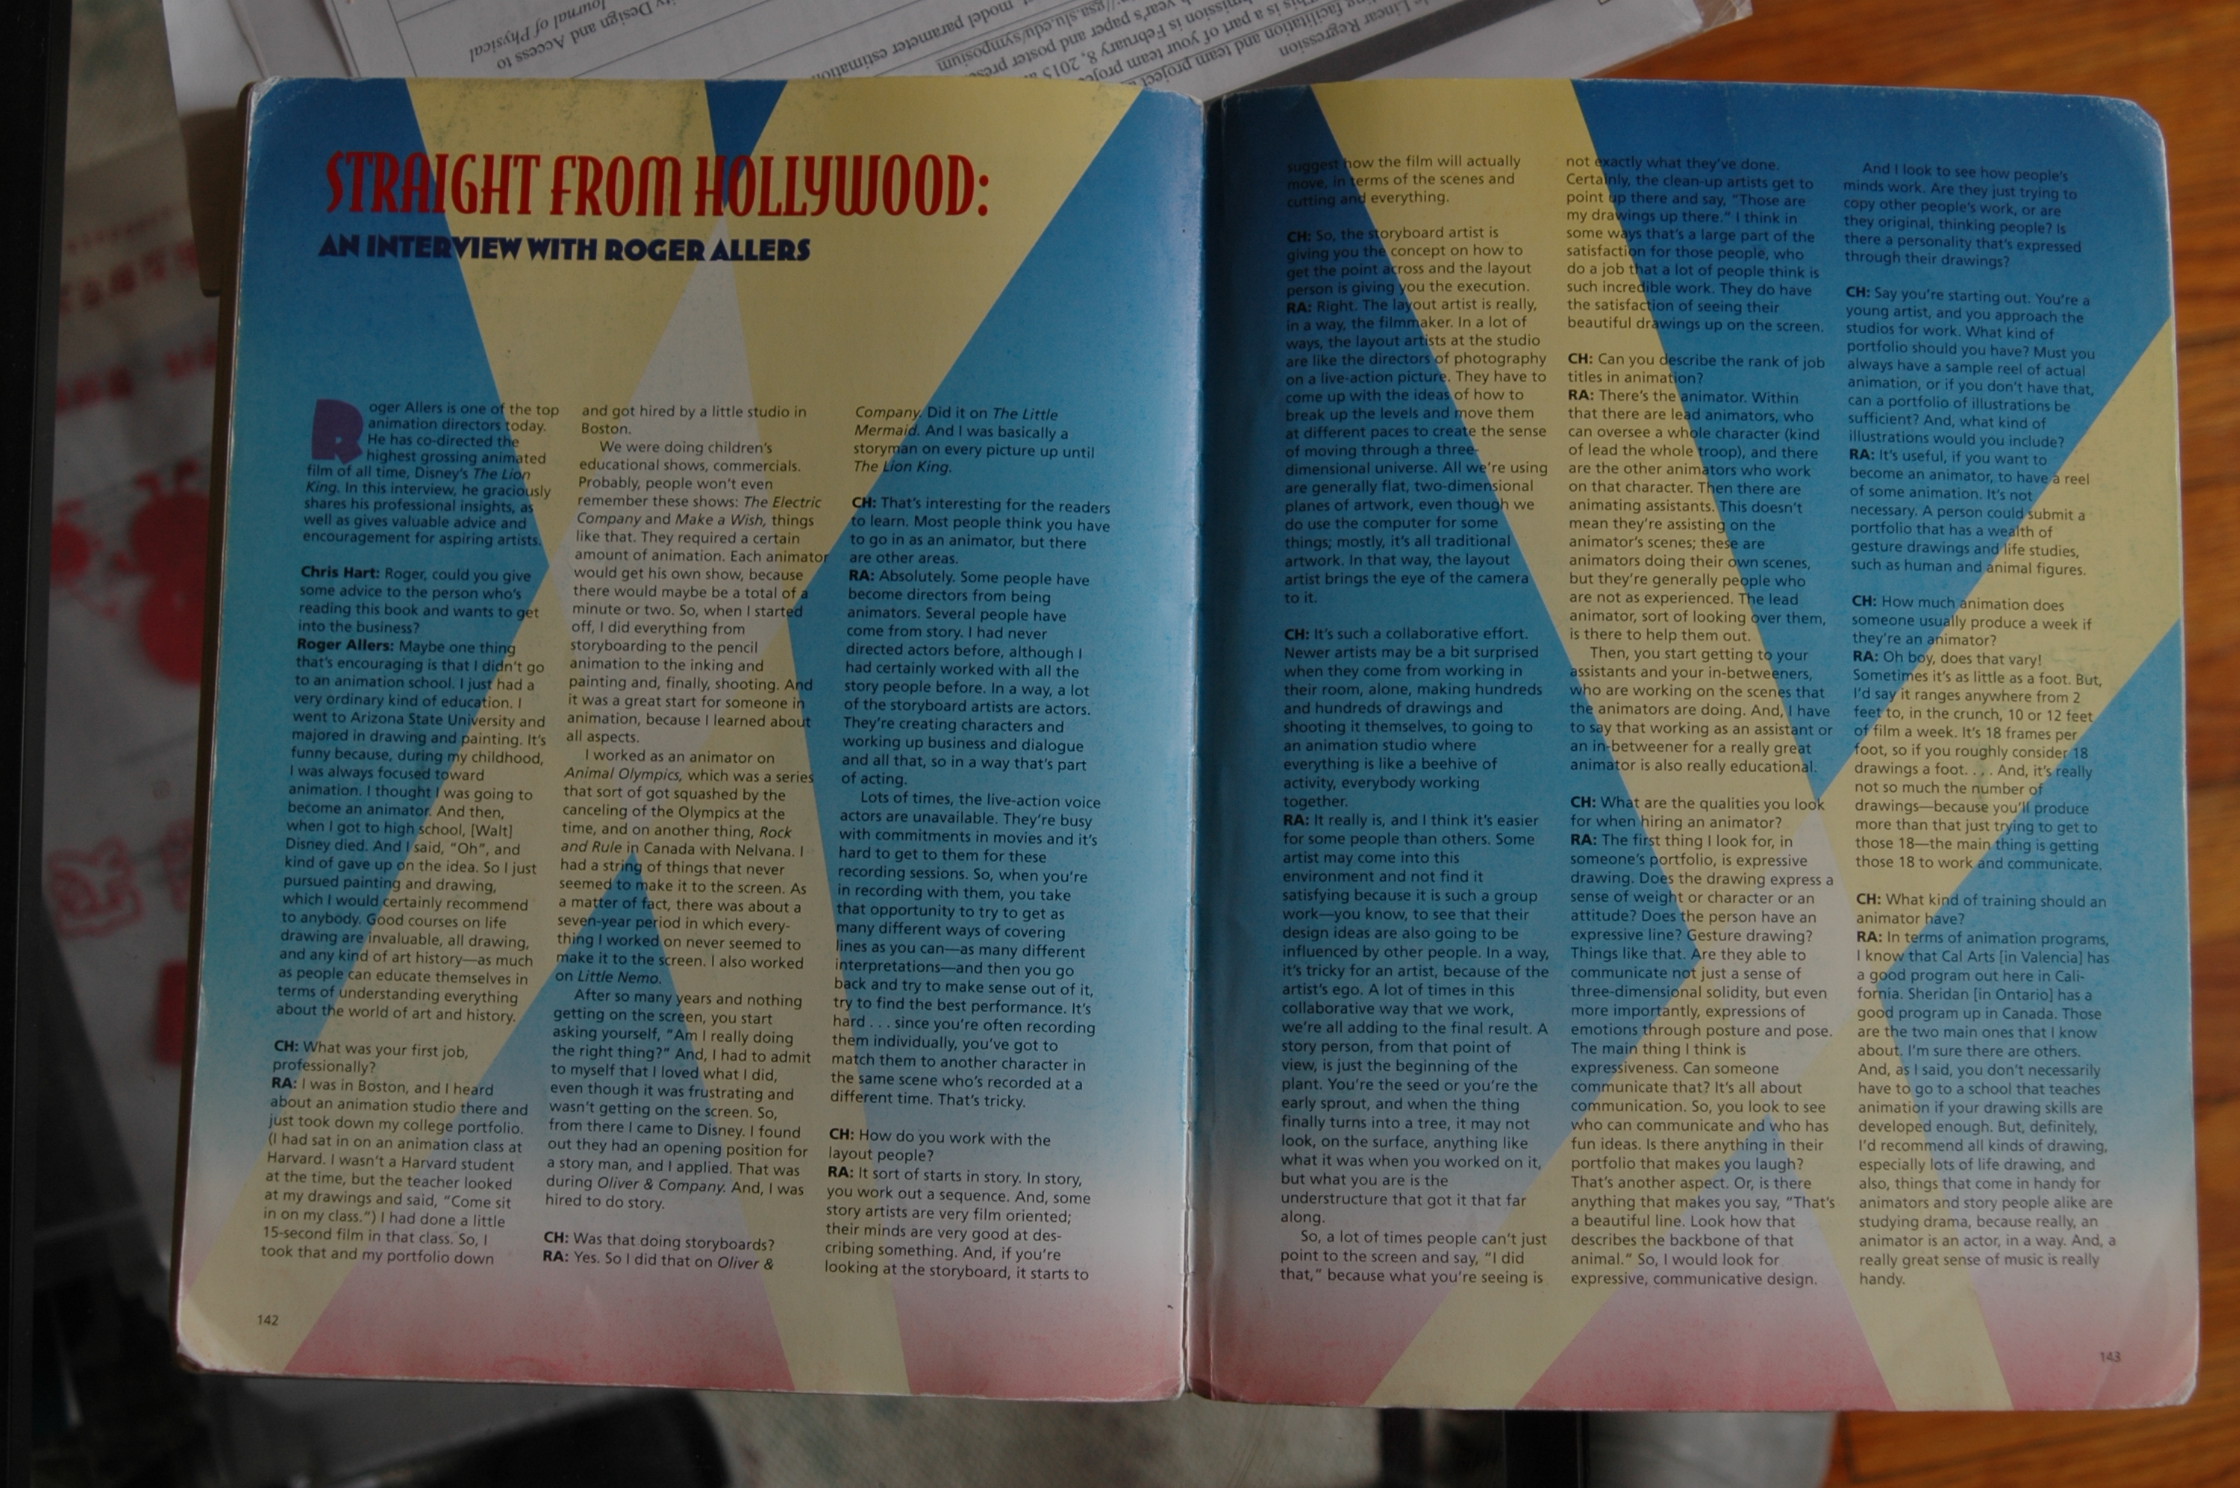 STRAIGHT FROM HOLLYWOOD:
AN INTERVIEW WITH ROGER ALLERS
Roger Allers is one of the top
animation directors today.
He has co-directed the
highest grossing animated
film of all time, Disney's The Lion
King. In this interview, he graciously
shares his professional insights, as
well as gives valuable advice and
encouragement for aspiring artists.
Chris Hart: Roger, could you give
some advice to the person who's
reading this book and wants to get
into the business?
Roger Allers: Maybe one thing
that's encouraging is that I didn't go
to an animation school. I just had a
very ordinary kind of education. I
went to Arizona State University and
majored in drawing and painting. It's
funny because, during my childhood,
I was always focused toward
animation. I thought I was going to
become an animator. And then,
when I got to high school, [Walt]
Disney died. And I said, "Oh", and
kind of gave up on the idea. So I just
pursued painting and drawing,
which I would certainly recommend
to anybody. Good courses on life
drawing are invaluable, all drawing,
and any kind of art history—as much
as people can educate themselves in
terms of understanding everything
about the world of art and history.
CH: What was your first job,
professionally?
RA: I was in Boston, and I heard
about an animation studio there and
just took down my college portfolio.
(I had sat in on an animation class at
Harvard. I wasn't a Harvard student
at the time, but the teacher looked
at my drawings and said, "Come sit
in on my class.") I had done a little
15-second film in that class. So, I
took that and my portfolio down
and got hired by a little studio in
Boston.
We were doing children's
educational shows, commercials.
Probably, people won't even
remember these shows: The Electric
Company and Make a Wish, things
like that. They required a certain
amount of animation. Each animator
would get his own show, because
there would maybe be a total of a
minute or two. So, when I started
off, I did everything from
storyboarding to the pencil
animation to the inking and
painting and, finally, shooting. And
it was a great start for someone in
animation, because I learned about
all aspects.
I worked as an animator on
Animal Olympics, which was a series
that sort of got squashed by the
canceling of the Olympics at the
time, and on another thing, Rock
and Rule in Canada with Nelvana. I
had a string of things that never
seemed to make it to the screen. As
a matter of fact, there was about a
seven-year period in which every-
thing I worked on never seemed to
make it to the screen. I also worked
on Little Nemo.
After so many years and nothing
getting on the screen, you start
asking yourself, "Am I really doing
the right thing?" And, I had to admit
to myself that I loved what I did,
even though it was frustrating and
wasn't getting on the screen. So,
from there I came to Disney. I found
out they had an opening position for
a story man, and I applied. That was
during Oliver & Company. And, I was
hired to do story.
CH: Was that doing storyboards?
RA: Yes. So I did that on Oliver &
Company. Did it on The Little
Mermaid. And I was basically a
storyman on every picture up until
The Lion King.
CH: That's interesting for the readers
to learn. Most people think you have
to go in as an animator, but there
are other areas.
RA: Absolutely. Some people have
become directors from being
animators. Several people have
come from story. I had never
directed actors before, although I
had certainly worked with all the
story people before. In a way, a lot
of the storyboard artists are actors.
They're creating characters and
working up business and dialogue
and all that, so in a way that's part
of acting.
Lots of times, the live-action voice
actors are unavailable. They're busy
with commitments in movies and it's
hard to get to them for these
recording sessions. So, when you're
in recording with them, you take
that opportunity to try to get as
many different ways of covering
lines as you can—as many different
interpretations—and then you go
back and try to make sense out of it,
try to find the best performance. It's
hard . . . since you're often recording
them individually, you've got to
match them to another character in
the same scene who's recorded at a
different time. That's tricky.
CH: How do you work with the
layout people?
RA: It sort of starts in story. In story,
you work out a sequence. And, some
story artists are very film oriented;
their minds are very good at des-
cribing something. And, if you're
looking at the storyboard, it starts to
142
suggest how the film will actually
move, in terms of the scenes and
cutting and everything.
CH: So, the storyboard artist is
giving you the concept on how to
get the point across and the layout
person is giving you the execution.
RA: Right. The layout artist is really,
in a way, the filmmaker. In a lot of
ways, the layout artists at the studio
are like the directors of photography
on a live-action picture. They have to
come up with the ideas of how to
break up the levels and move them
at different paces to create the sense
of moving through a three-
dimensional universe. All we're using
are generally flat, two-dimensional
planes of artwork, even though we
do use the computer for some
things; mostly, it's all traditional
artwork. In that way, the layout
artist brings the eye of the camera
to it.
CH: It's such a collaborative effort.
Newer artists may be a bit surprised
when they come from working in
their room, alone, making hundreds
and hundreds of drawings and
shooting it themselves, to going to
an animation studio where
everything is like a beehive of
activity, everybody working
together.
RA: It really is, and I think it's easier
for some people than others. Some
artist may come into this
environment and not find it
satisfying because it is such a group
work—you know, to see that their
design ideas are also going to be
influenced by other people. In a way,
it's tricky for an artist, because of the
artist's ego. A lot of times in this
collaborative way that we work,
we're all adding to the final result. A
story person, from that point of
view, is just the beginning of the
plant. You're the seed or you're the
early sprout, and when the thing
finally turns into a tree, it may not
look, on the surface, anything like
what it was when you worked on it,
but what you are is the
understructure that got it that far
along.
So, a lot of times people can't just
point to the screen and say, "I did
that," because what you're seeing is
not exactly what they've done.
Certainly, the clean-up artists get to
point up there and say, "Those are
my drawings up there." I think in
some ways that's a large part of the
satisfaction for those people, who
do a job that a lot of people think is
such incredible work. They do have
the satisfaction of seeing their
beautiful drawings up on the screen.
CH: Can you describe the rank of job
titles in animation?
RA: There's the animator. Within
that there are lead animators, who
can oversee a whole character (kind
of lead the whole troop), and there
are the other animators who work
on that character. Then there are
animating assistants. This doesn't
mean they're assisting on the
animator's scenes; these are
animators doing their own scenes,
but they're generally people who
are not as experienced. The lead
animator, sort of looking over them,
is there to help them out.
Then, you start getting to your
assistants and your in-betweeners,
who are working on the scenes that
the animators are doing. And, I have
to say that working as an assistant or
an in-betweener for a really great
animator is also really educational.
CH: What are the qualities you look
for when hiring an animator?
RA: The first thing I look for, in
someone's portfolio, is expressive
drawing. Does the drawing express a
sense of weight or character or an
attitude? Does the person have an
expressive line? Gesture drawing?
Things like that. Are they able to
communicate not just a sense of
three-dimensional solidity, but even
more importantly, expressions of
emotions through posture and pose.
The main thing I think is
expressiveness. Can someone
communicate that? It's all about
communication. So, you look to see
who can communicate and who has
fun ideas. Is there anything in their
portfolio that makes you laugh?
That's another aspect. Or, is there
anything that makes you say, "That's
a beautiful line. Look how that
describes the backbone of that
animal." So, I would look for
expressive, communicative design.
And I look to see how people's
minds work. Are they just trying to
copy other people's work, or are
they original, thinking people? Is
there a personality that's expressed
through their drawings?
CH: Say you're starting out. You're a
young artist, and you approach the
studios for work. What kind of
portfolio should you have? Must you
always have a sample reel of actual
animation, or if you don't have that,
can a portfolio of illustrations be
sufficient? And, what kind of
illustrations would you include?
RA: It's useful, if you want to
become an animator, to have a reel
of some animation. It's not
necessary. A person could submit a
portfolio that has a wealth of
gesture drawings and life studies,
such as human and animal figures.
CH: How much animation does
someone usually produce a week if
they're an animator?
RA: Oh boy, does that vary!
Sometimes it's as little as a foot. But,
I'd say it ranges anywhere from 2
feet to, in the crunch, 10 or 12 feet
of film a week. It's 18 frames per
foot, so if you roughly consider 18
drawings a foot. . . . And, it's really
not so much the number of
drawings—because you'll produce
more than that just trying to get to
those 18—the main thing is getting
those 18 to work and communicate.
CH: What kind of training should an
animator have?
RA: In terms of animation programs,
I know that Cal Arts [in Valencia] has
a good program out here in Cali-
fornia. Sheridan [in Ontario] has a
good program up in Canada. Those
are the two main ones that I know
about. I'm sure there are others.
And, as I said, you don't necessarily
have to go to a school that teaches
animation if your drawing skills are
developed enough. But, definitely,
I'd recommend all kinds of drawing,
especially lots of life drawing, and
also, things that come in handy for
animators and story people alike are
studying drama, because really, an
animator is an actor, in a way. And, a
really great sense of music is really
handy.
143
Journal of Physical
Design and Access to
model parameter estimation
symposium
gsa.slu.edu/symposium
year's paper and poster
mission is February 8, 2015
This is a part of your team project
facilitating and team project
Linear Regression